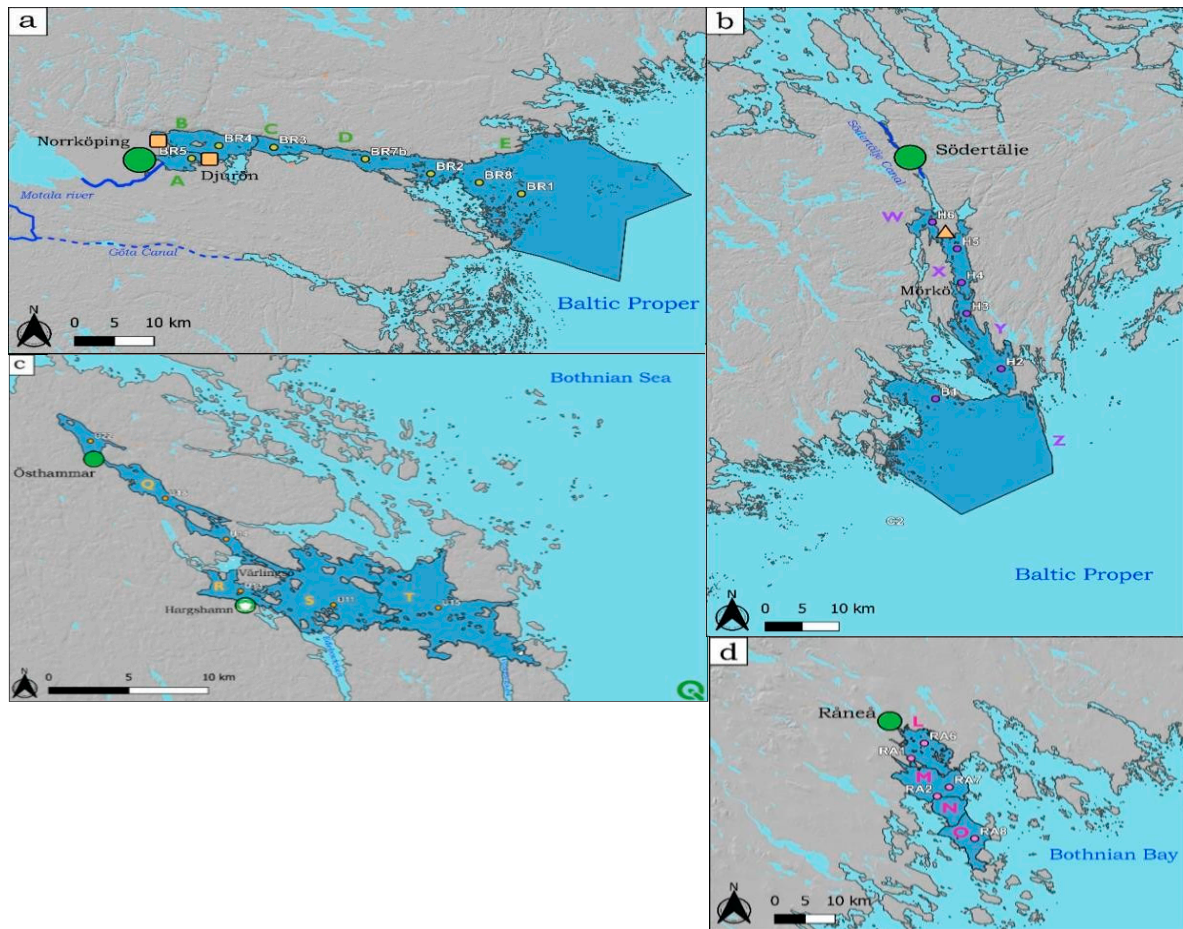 a
Norrköping
B
C
D
E
BR4
BR3
BR5
BR7b
BR2
BR8
BR1
A
Djurön
Motala river
Göta Canal
Baltic Proper
N
0 5 10 km
b
Södertälje Canal
Södertälje
W
H6
H5
X
H4
Mörkö
H3
Y
H2
B1
Z
C2
Baltic Proper
N
0 5 10 km
c
Bothnian Sea
Östhammar
Q
Vårlingsö
R
Hargshamn
S
T
N
0 5 10 km
d
Råneå
L
RA6
RA1
M
RA7
RA2
N
O
RA8
Bothnian Bay
N
0 5 10 km